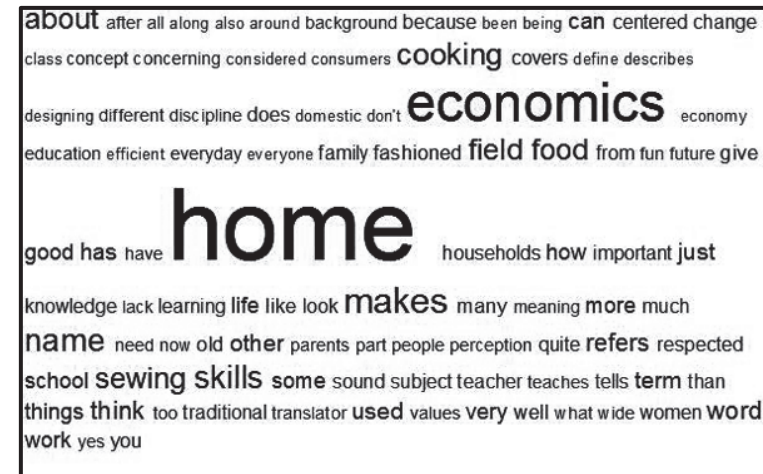 about after all along also around background because been being can centered change
class concept concerning considered consumers cooking covers define describes
designing different discipline does domestic don't economics economy
education efficient everyday everyone family fashioned field food from fun future give
good has have home households how important just
knowledge lack learning life like look makes many meaning more much
name need now old other parents part people perception quite refers respected
school sewing skills some sound subject teacher teaches tells term than
things think too traditional translator used values very well what wide women word
work yes you